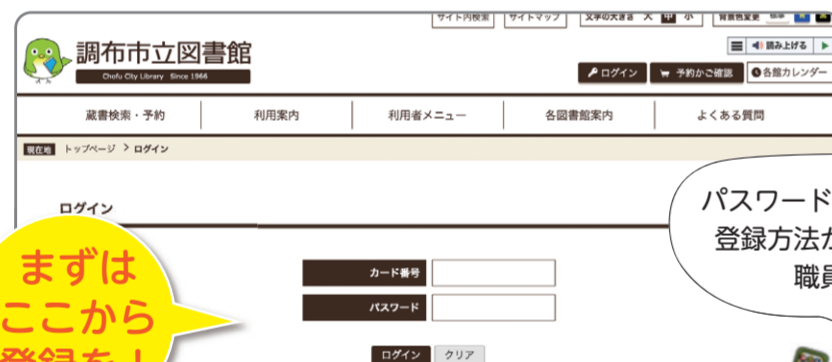 サイト内検索 サイトマップ 文字の大きさ 大 中 小 背景色変更 標準
調布市立図書館
Chofu City Library Since 1966
読み上げる
ログイン 予約かご確認 各館カレンダー
蔵書検索・予約 利用案内 利用者メニュー 各図書館案内 よくある質問
現在地 トップページ > ログイン
ログイン
パスワード
登録方法が
職員
まずは
ここから
登録を！
カード番号
パスワード
ログイン クリア